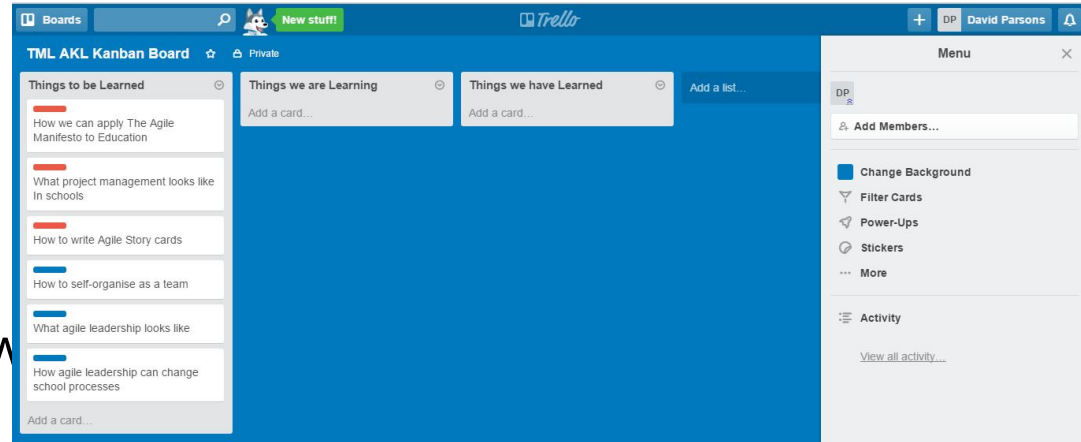 Boards
New stuff!
Trello
+
DP David Parsons
TML AKL Kanban Board
Private
Things to be Learned
How we can apply The Agile
Manifesto to Education
What project management looks like
In schools
How to write Agile Story cards
How to self-organise as a team
What agile leadership looks like
How agile leadership can change
school processes
Add a card...
Things we are Learning
Add a card...
Things we have Learned
Add a card...
Add a list...
Menu
DP
Add Members...
Change Background
Filter Cards
Power-Ups
Stickers
More
Activity
View all activity...